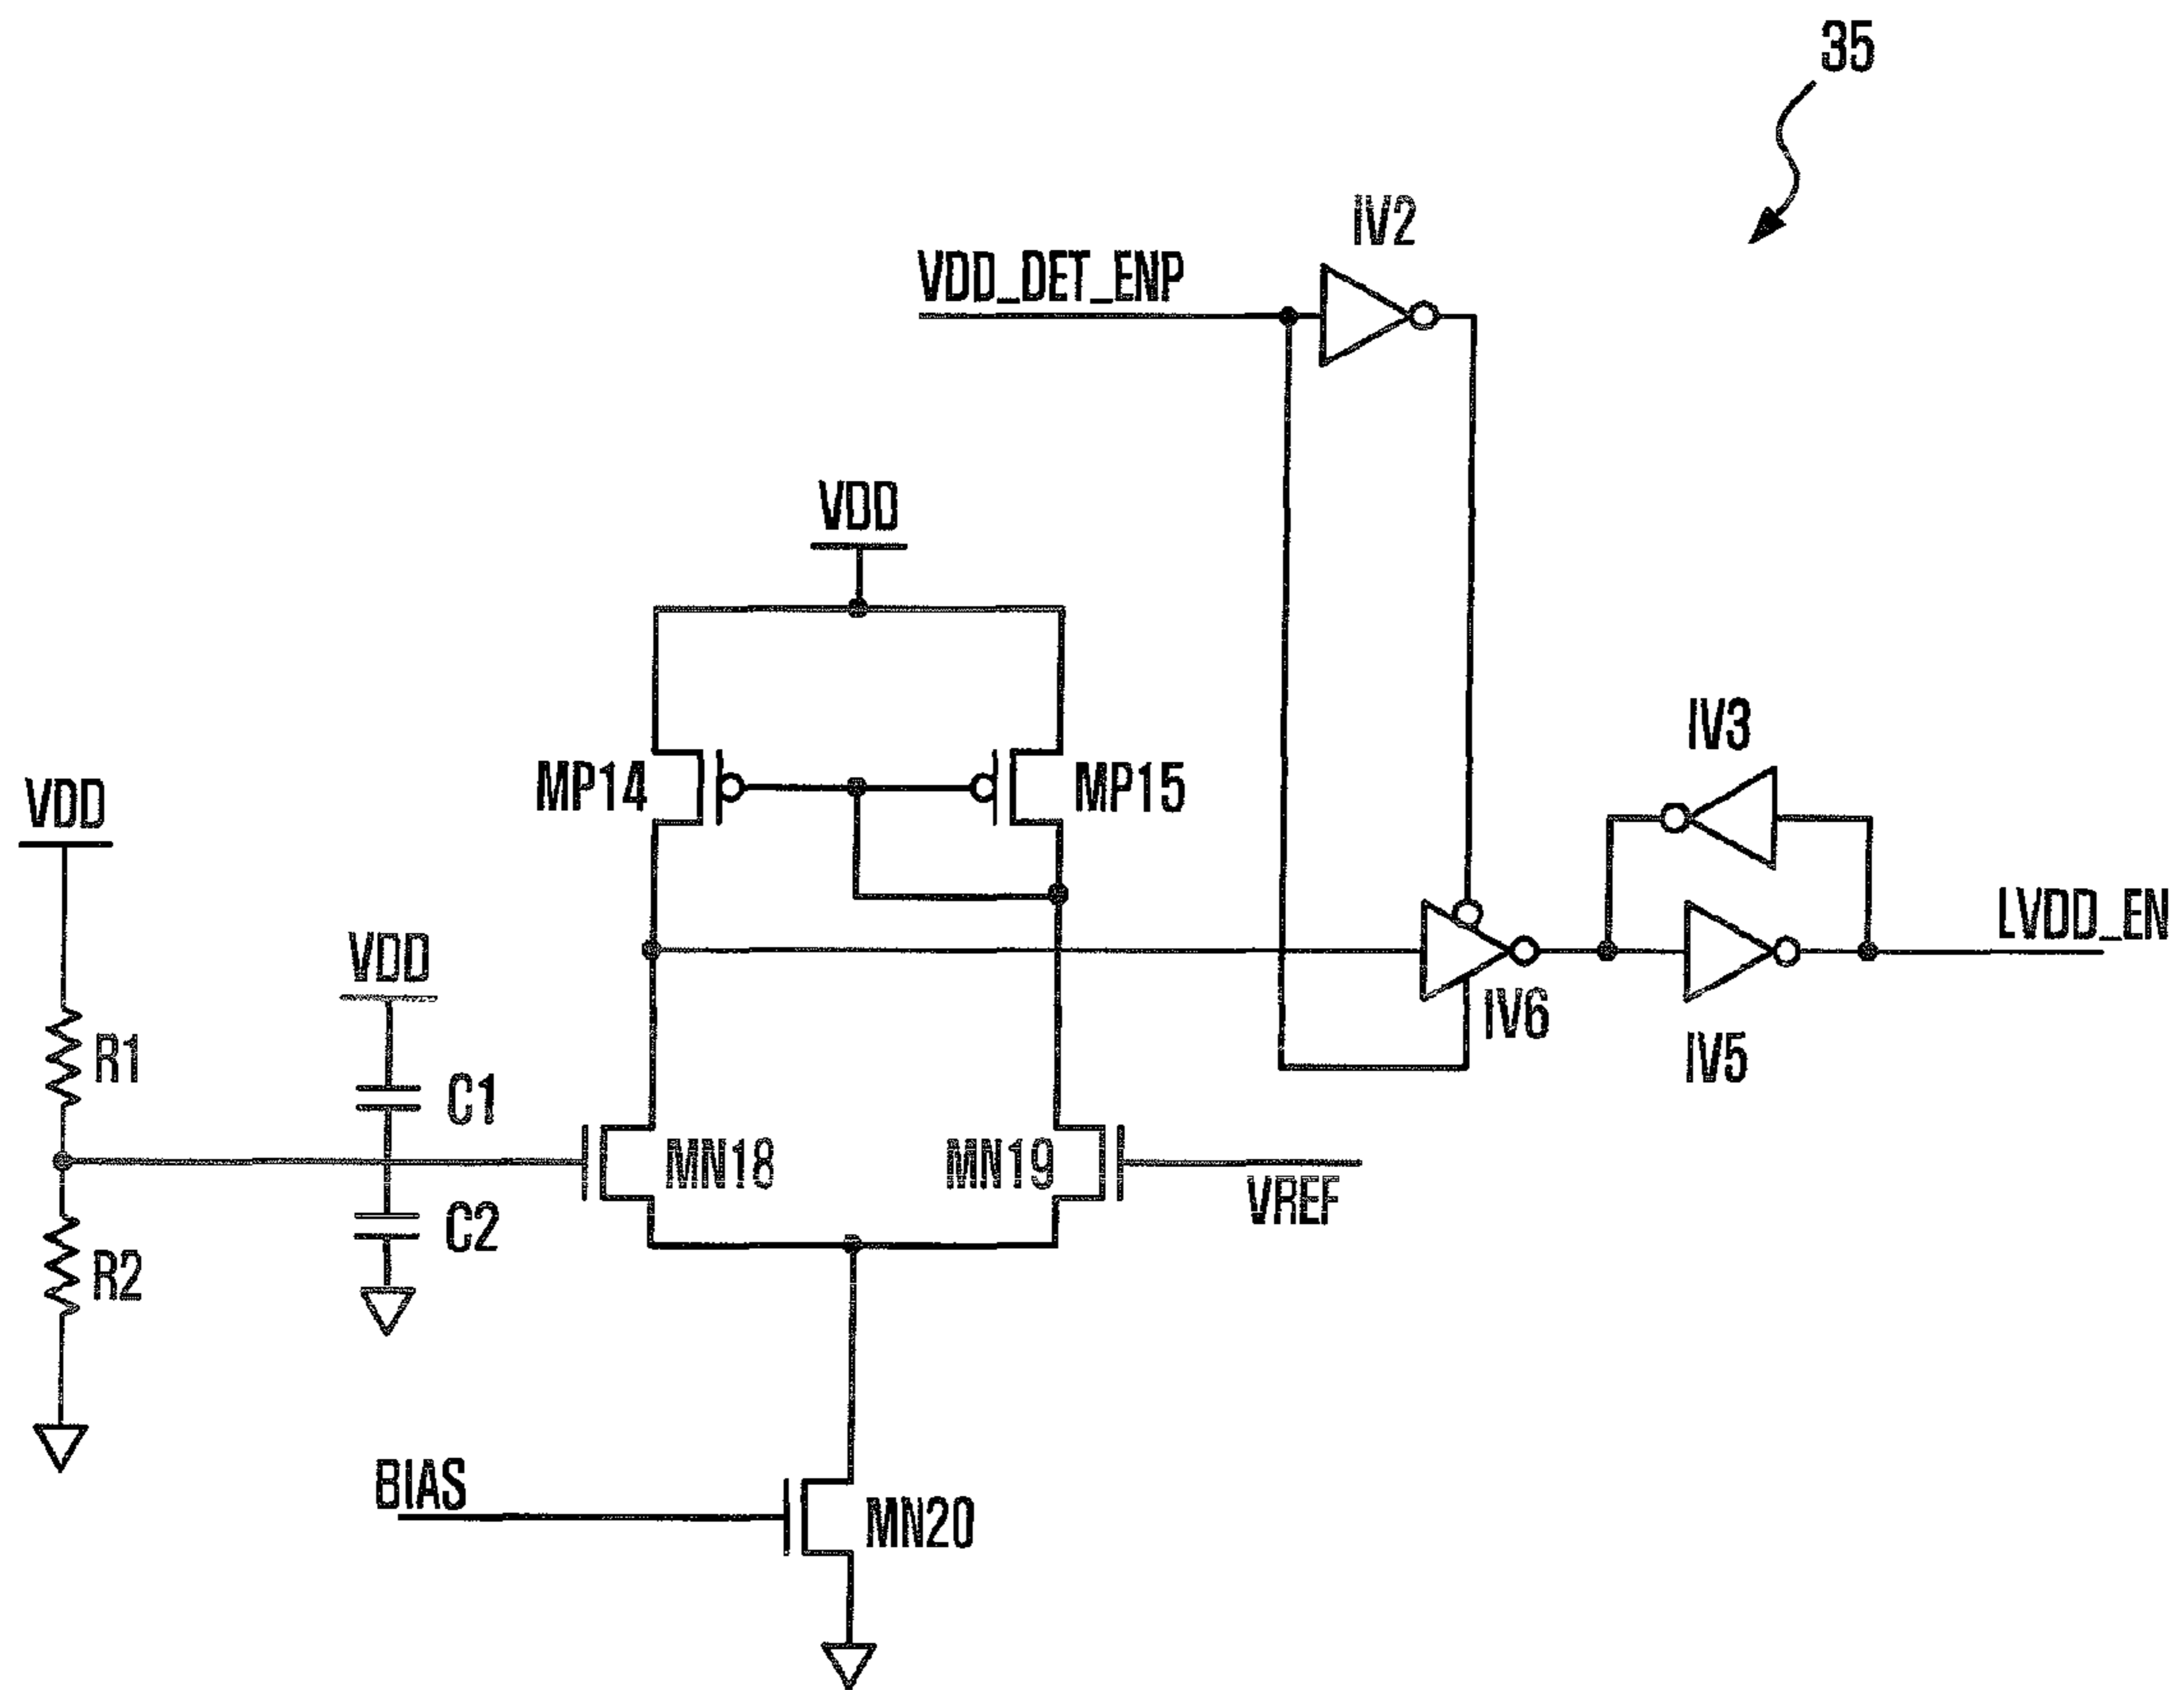 35
IV2
VDD_DET_ENP
VDD
IV3
MP14
MP15
VDD
LVDD_EN
VDD
IV6
R1
IV5
C1
MN18
MN19
VREF
C2
R2
BIAS
MN20